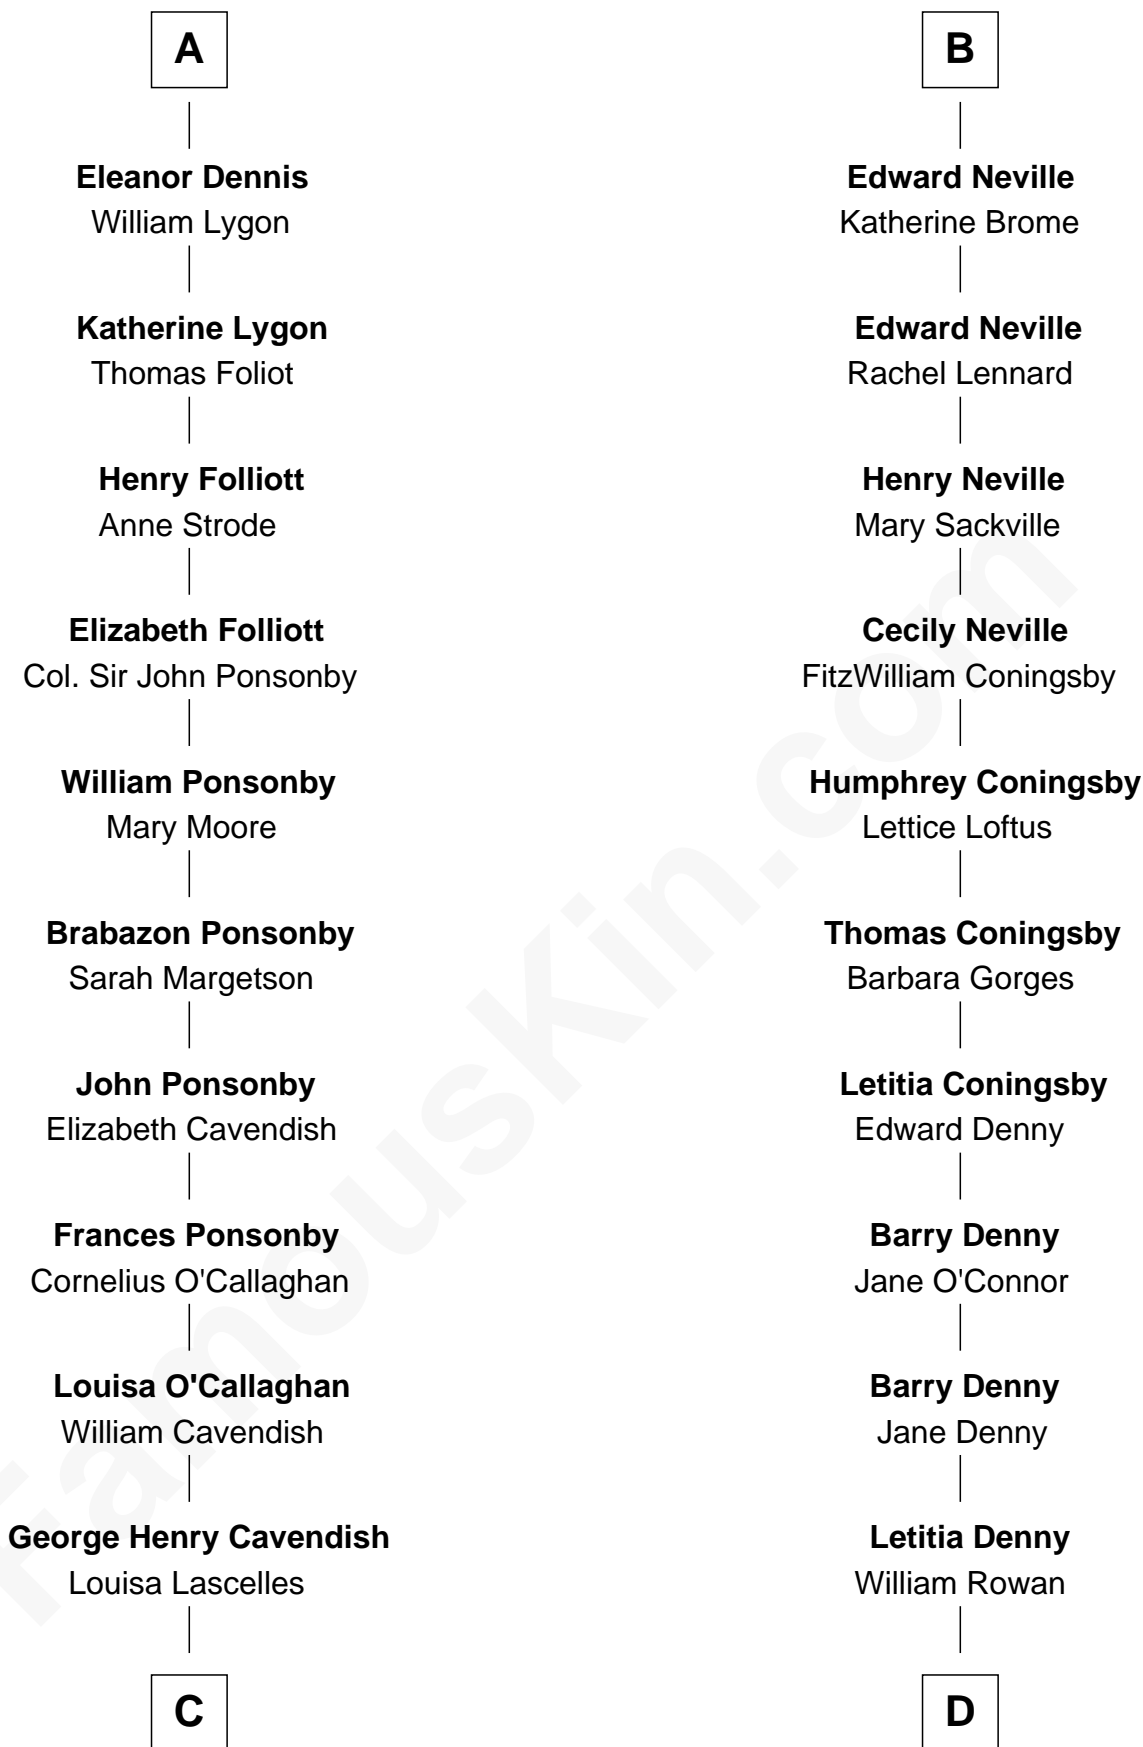 A
Eleanor Dennis
William Lygon
Katherine Lygon
Thomas Foliot
Henry Folliott
Anne Strode
Elizabeth Folliott
Col. Sir John Ponsonby
William Ponsonby
Mary Moore
Brabazon Ponsonby
Sarah Margetson
John Ponsonby
Elizabeth Cavendish
Frances Ponsonby
Cornelius O'Callaghan
Louisa O'Callaghan
William Cavendish
George Henry Cavendish
Louisa Lascelles
C
B
Edward Neville
Katherine Brome
Edward Neville
Rachel Lennard
Henry Neville
Mary Sackville
Cecily Neville
FitzWilliam Coningsby
Humphrey Coningsby
Lettice Loftus
Thomas Coningsby
Barbara Gorges
Letitia Coningsby
Edward Denny
Barry Denny
Jane O'Connor
Barry Denny
Jane Denny
Letitia Denny
William Rowan
D
FamousKin.com